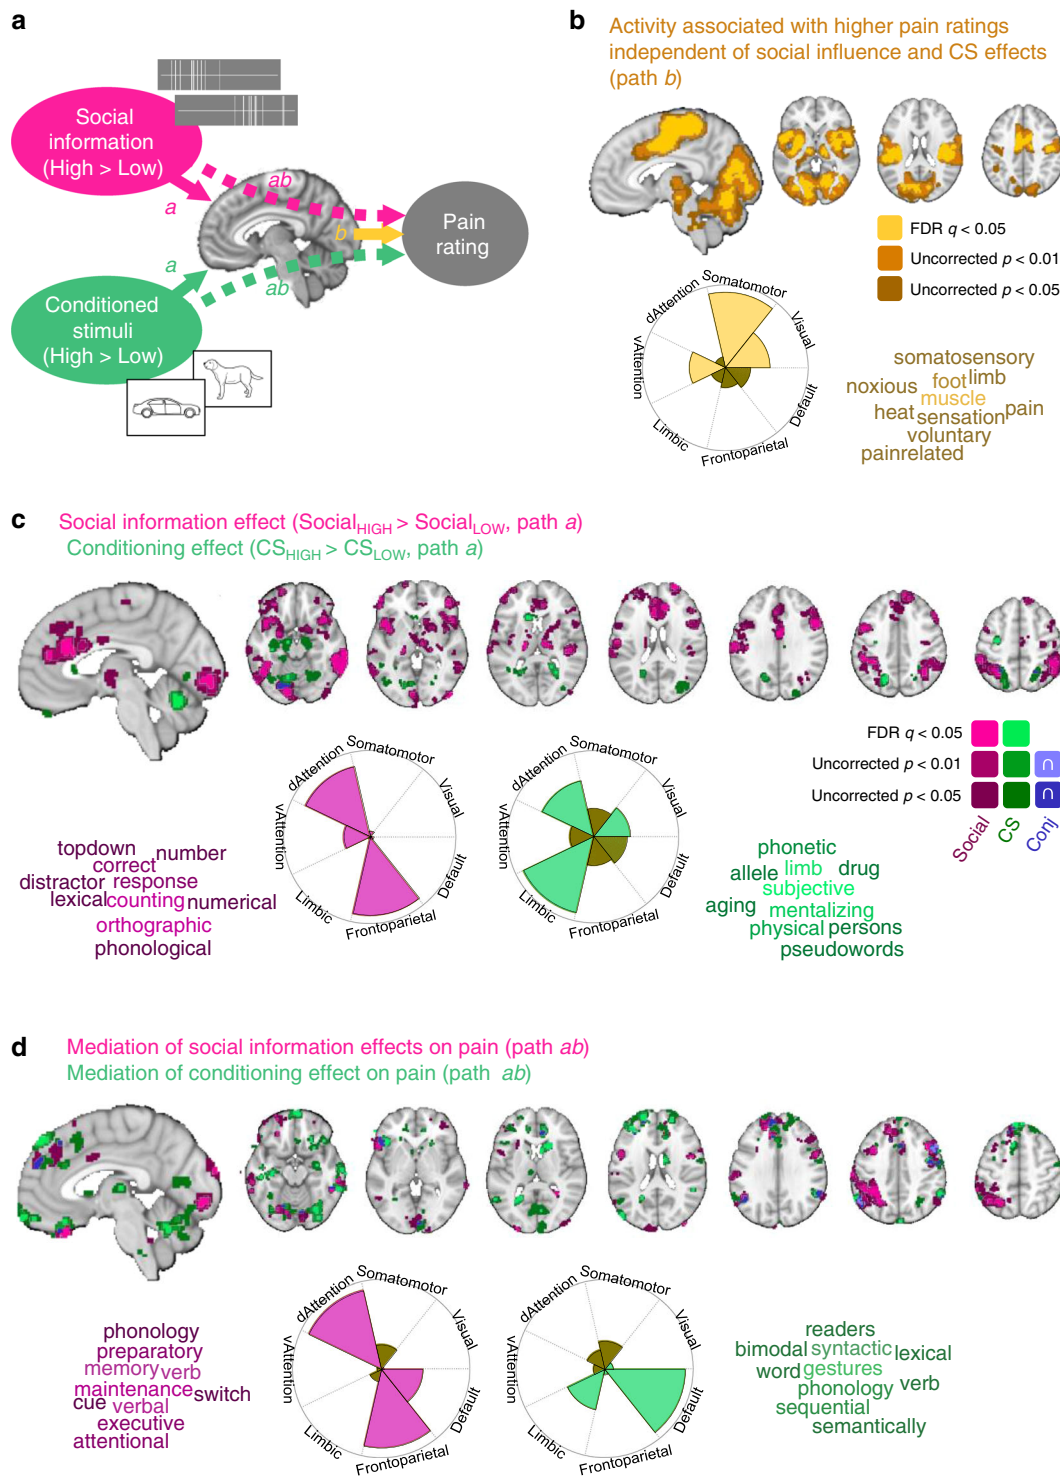 a
Social
information
(High > Low)
a
ab
b
Pain
rating
a
ab
Conditioned
stimuli
(High > Low)
b
Activity associated with higher pain ratings
independent of social influence and CS effects
(path b)
FDR q < 0.05
Uncorrected p < 0.01
Uncorrected p < 0.05
Somatomotor
dAttention
Visual
vAttention
Default
Limbic
Frontoparietal
somatosensory
noxious foot limb
muscle
heat sensation pain
voluntary
painrelated
c
Social information effect (SocialHIGH > SocialLOW, path a)
Conditioning effect (CSHIGH > CSLOW, path a)
FDR q < 0.05
Uncorrected p < 0.01 ∩
Uncorrected p < 0.05 ∩
Social CS Conj
topdown number
correct
distractor response
lexical counting numerical
orthographic
phonological
Somatomotor
dAttention
Visual
vAttention
Default
Limbic
Frontoparietal
Somatomotor
dAttention
Visual
vAttention
Default
Limbic
Frontoparietal
phonetic
allele limb drug
subjective
aging mentalizing
physical persons
pseudowords
d
Mediation of social information effects on pain (path ab)
Mediation of conditioning effect on pain (path ab)
phonology
preparatory
memory verb
maintenance switch
cue verbal
executive
attentional
Somatomotor
dAttention
Visual
vAttention
Default
Limbic
Frontoparietal
Somatomotor
dAttention
Visual
vAttention
Default
Limbic
Frontoparietal
readers
bimodal syntactic lexical
word gestures
phonology verb
sequential
semantically